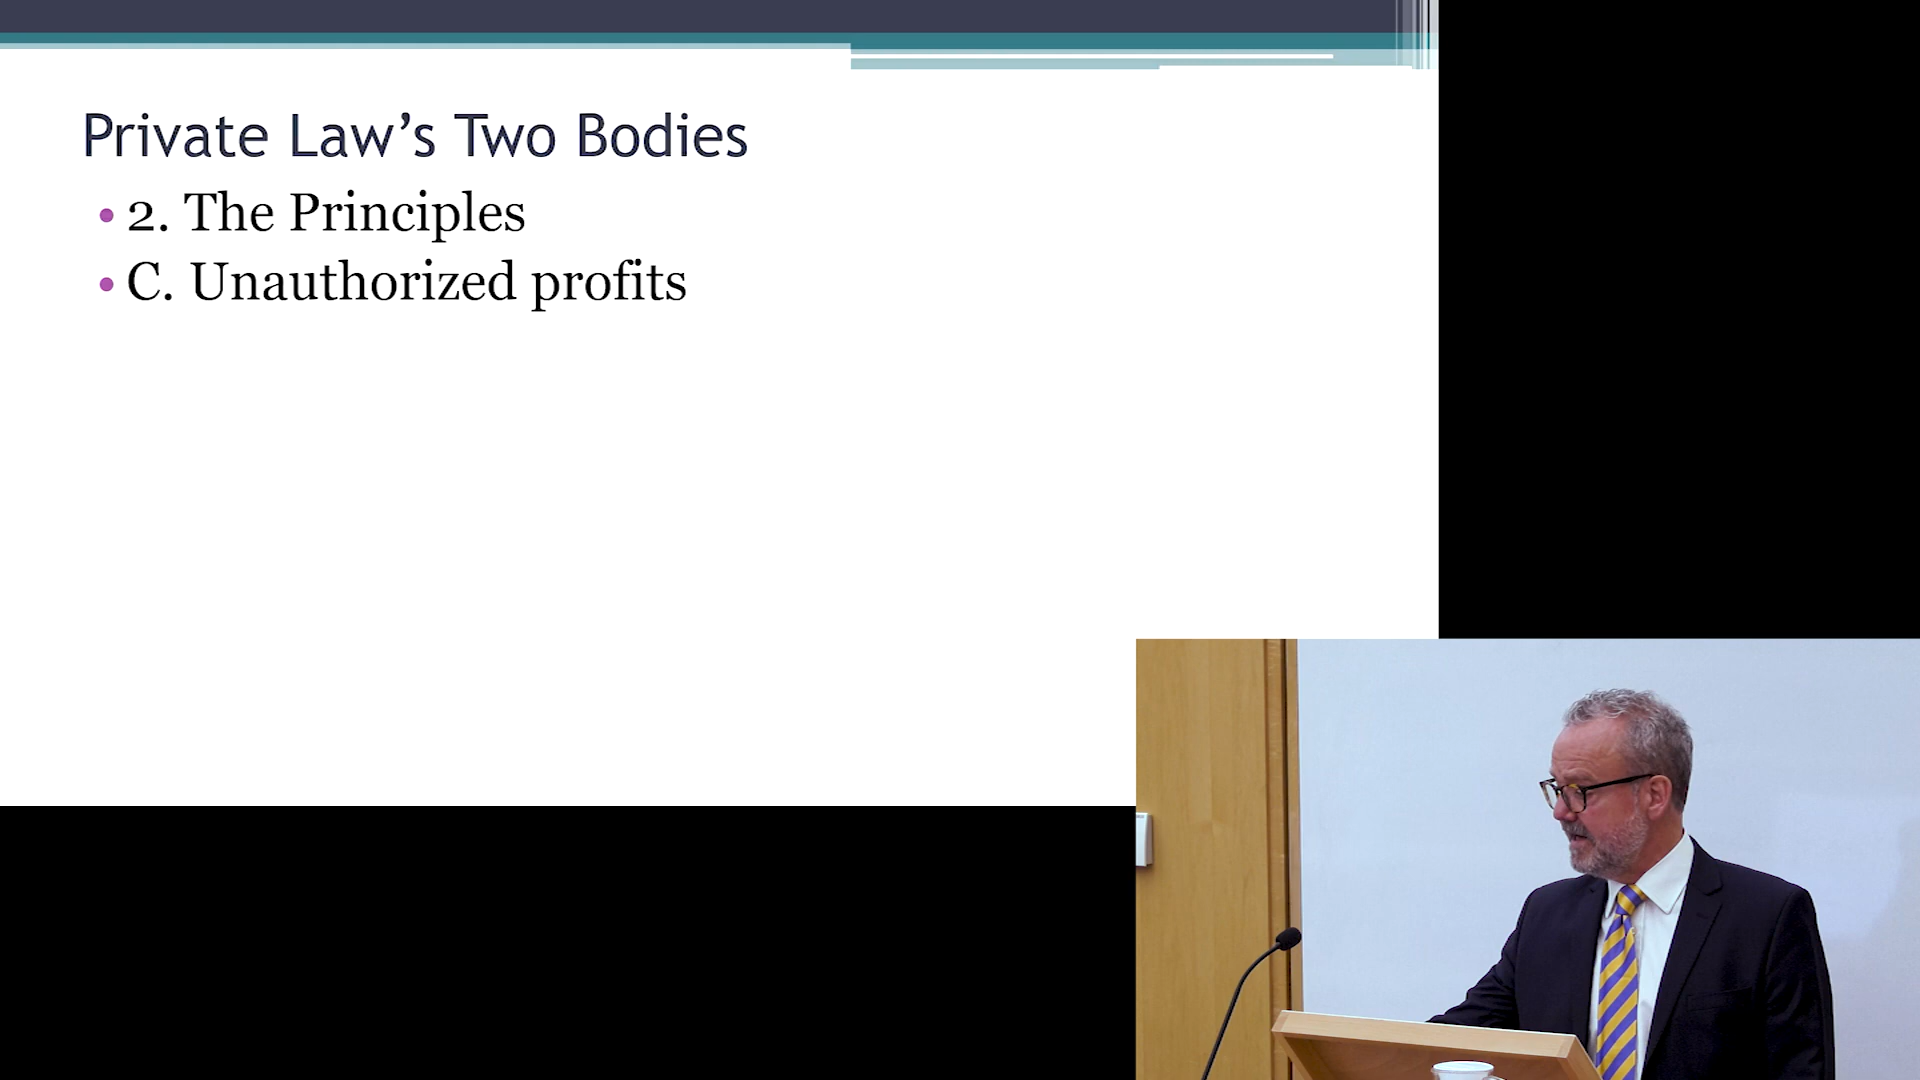 Private Law’s Two Bodies
• 2. The Principles
• C. Unauthorized profits